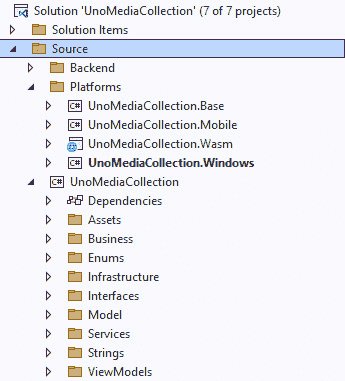 Solution 'UnoMediaCollection' (7 of 7 projects)
Solution Items
Source
Backend
Platforms
C# UnoMediaCollection.Base
C# UnoMediaCollection.Mobile
UnoMediaCollection.Wasm
C# UnoMediaCollection.Windows
C# UnoMediaCollection
Dependencies
Assets
Business
Enums
Infrastructure
Interfaces
Model
Services
Strings
ViewModels